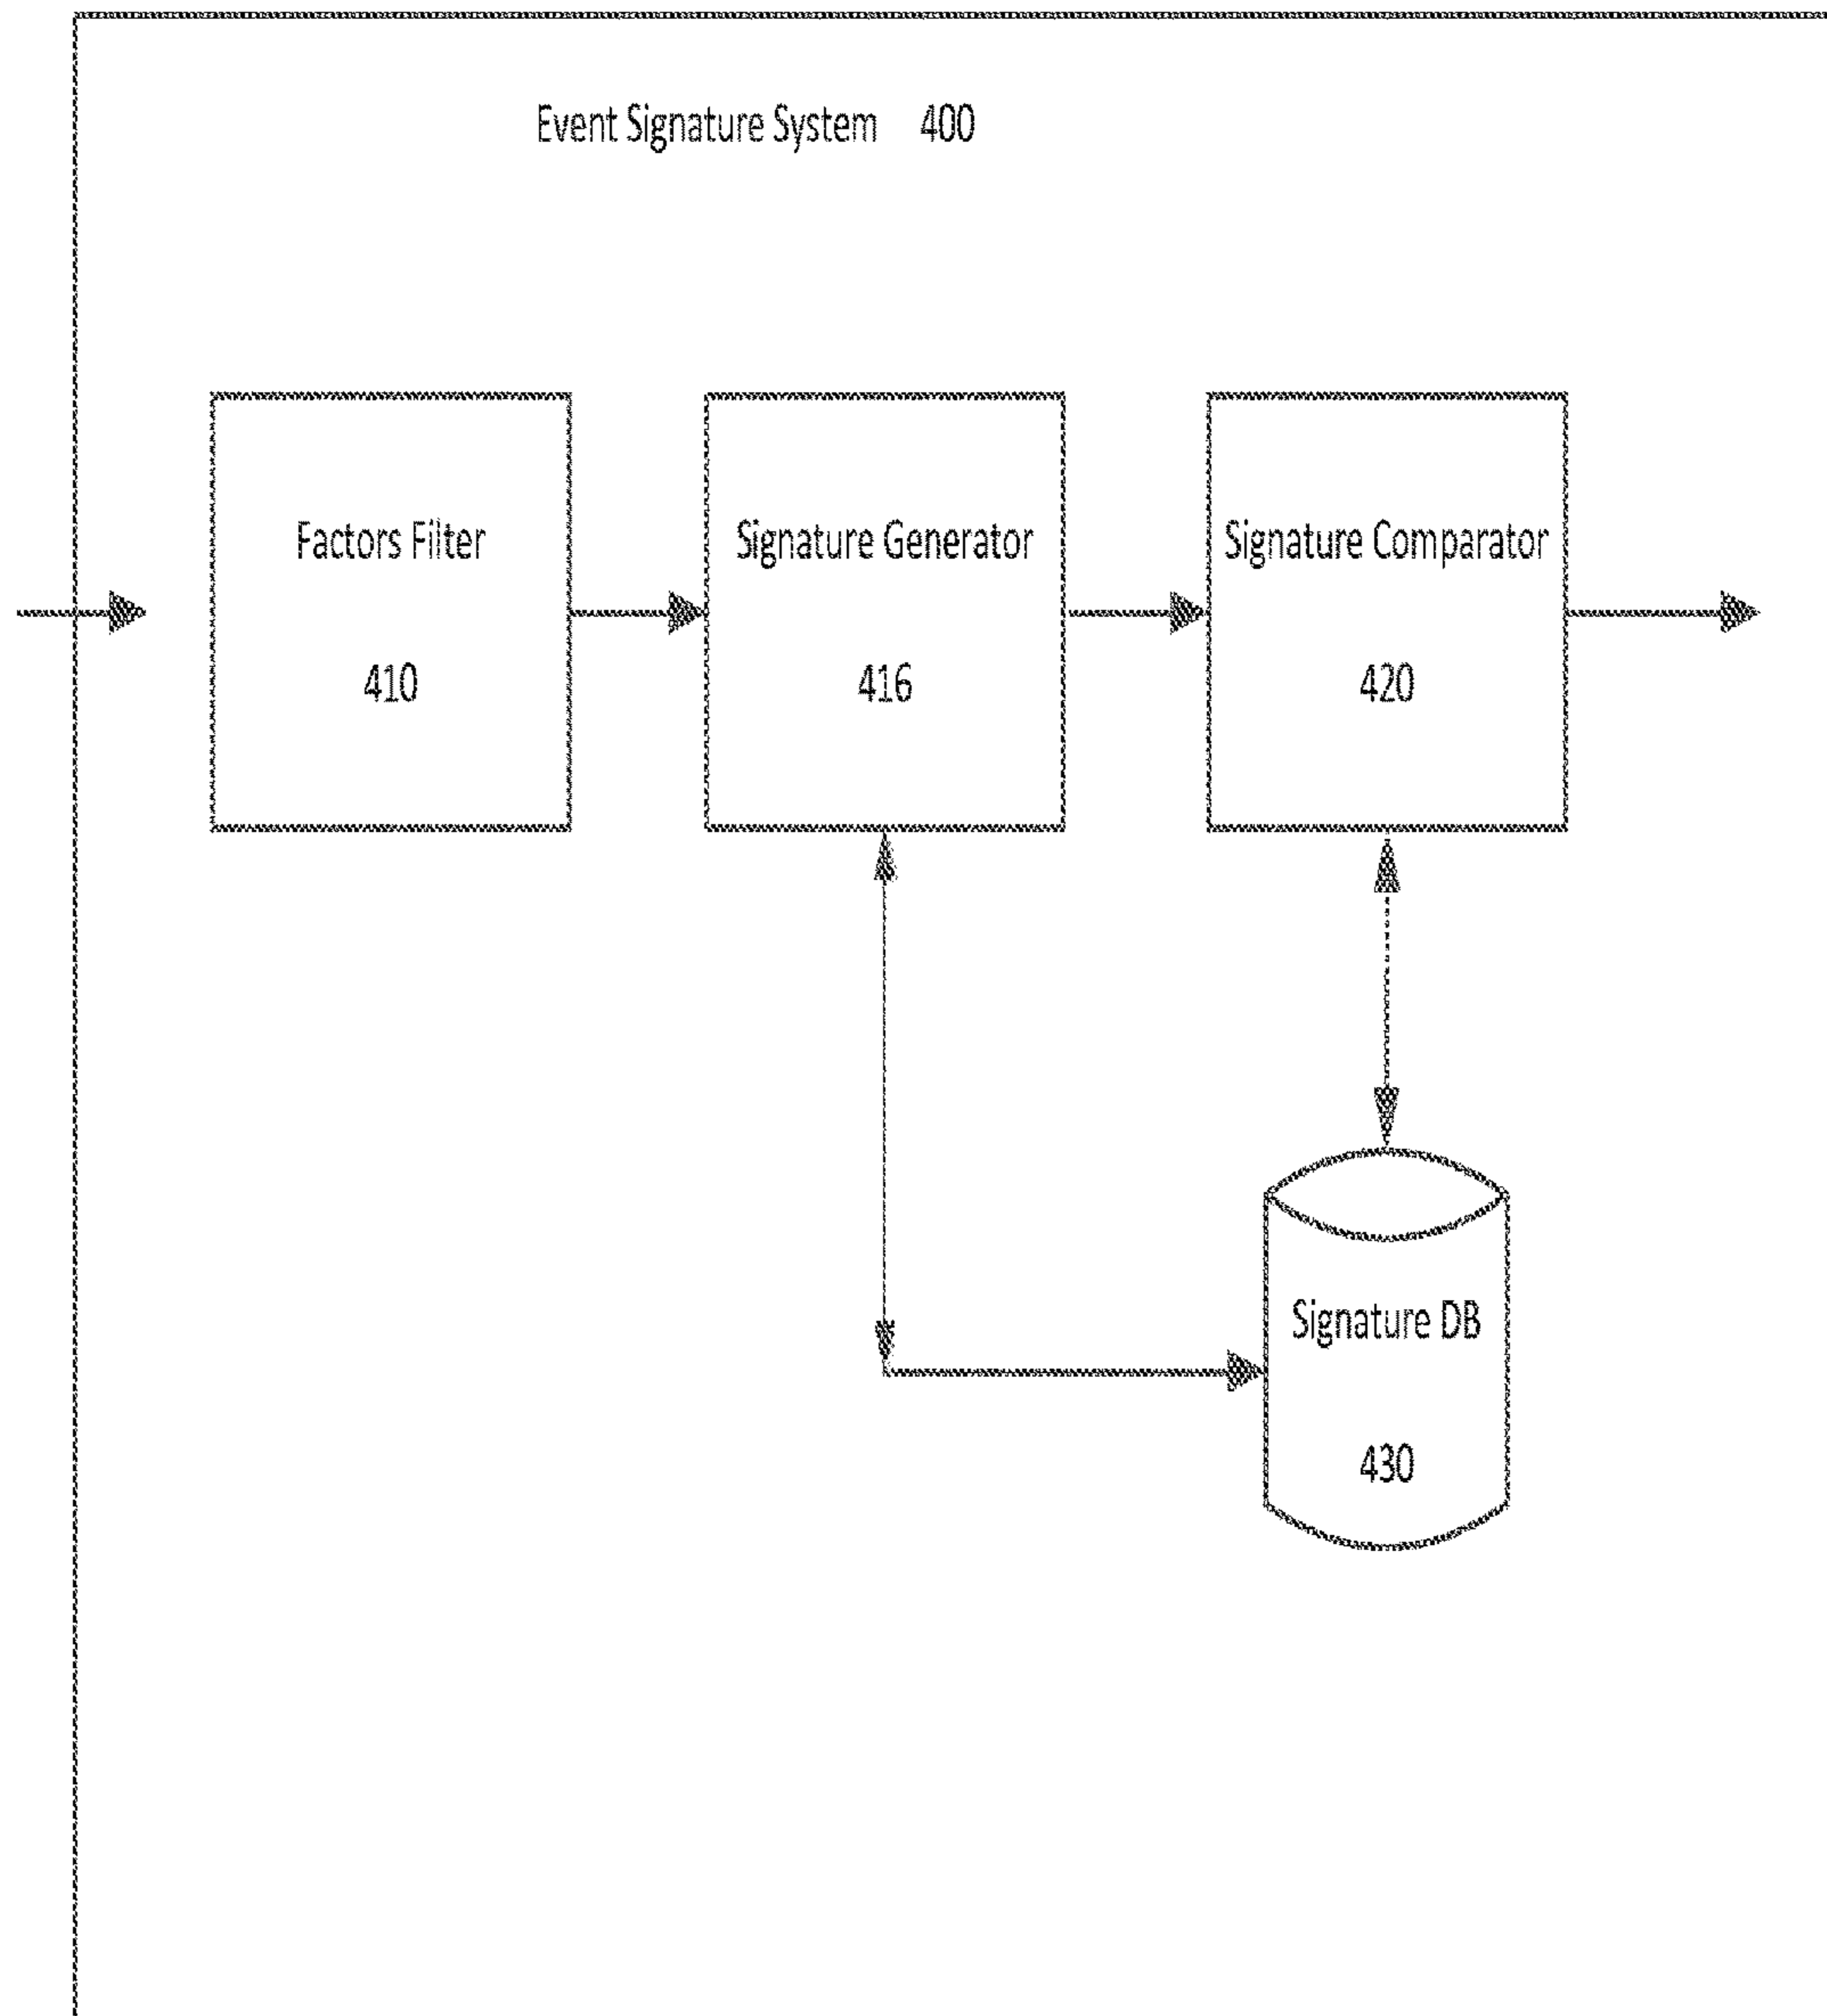 Event Signature System 400
Factors Filter
410
Signature Generator
416
Signature Comparator
420
Signature DB
430